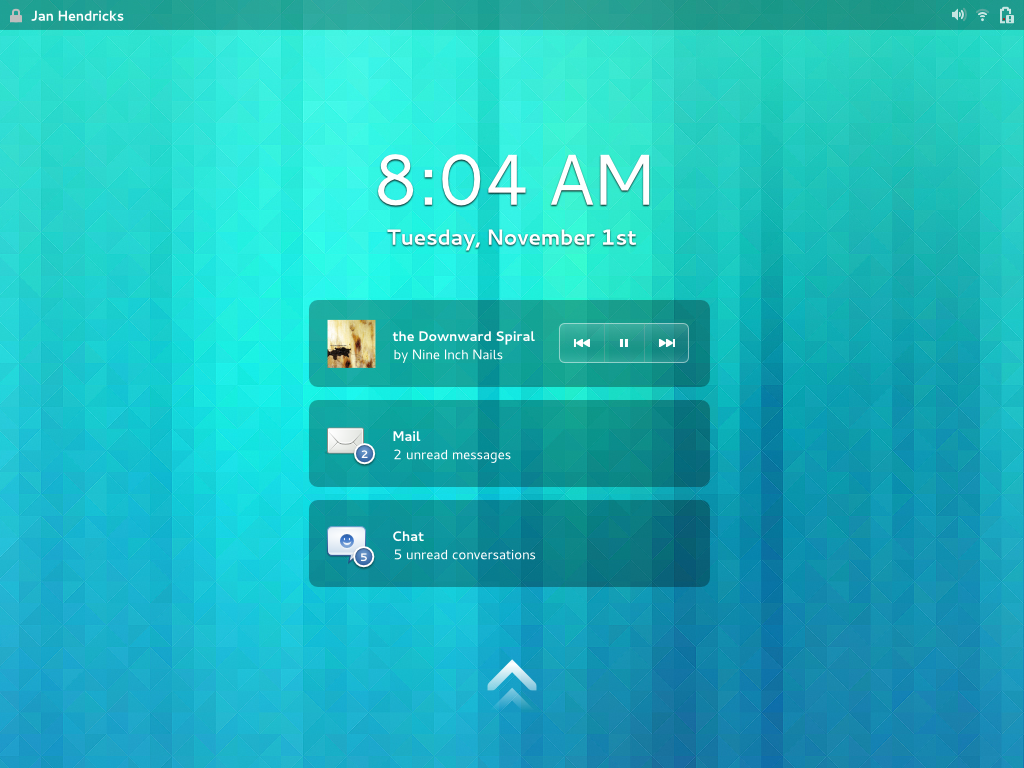 Jan Hendricks
8:04 AM
Tuesday, November 1st
the Downward Spiral
by Nine Inch Nails
Mail
2 unread messages
2
Chat
5 unread conversations
5